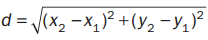 d = √(x₂ −x₁)² +(y₂ −y₁)²